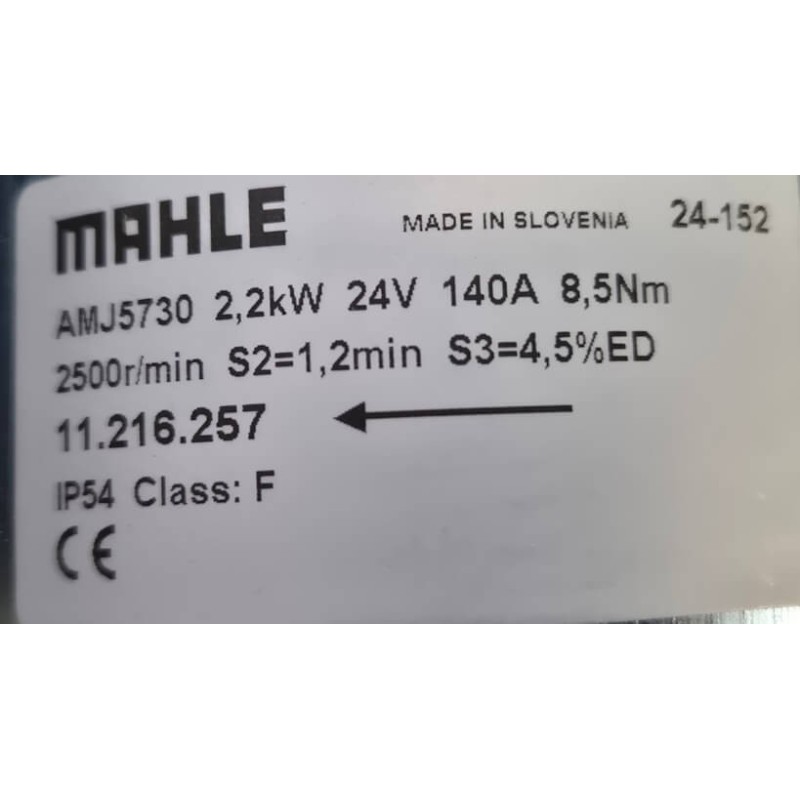 MAHLE MADE IN SLOVENIA 24-152
AMJ5730 2,2kW 24V 140A 8,5Nm
2500r/min S2=1,2min S3=4,5%ED
11.216.257
IP54 Class: F
CE